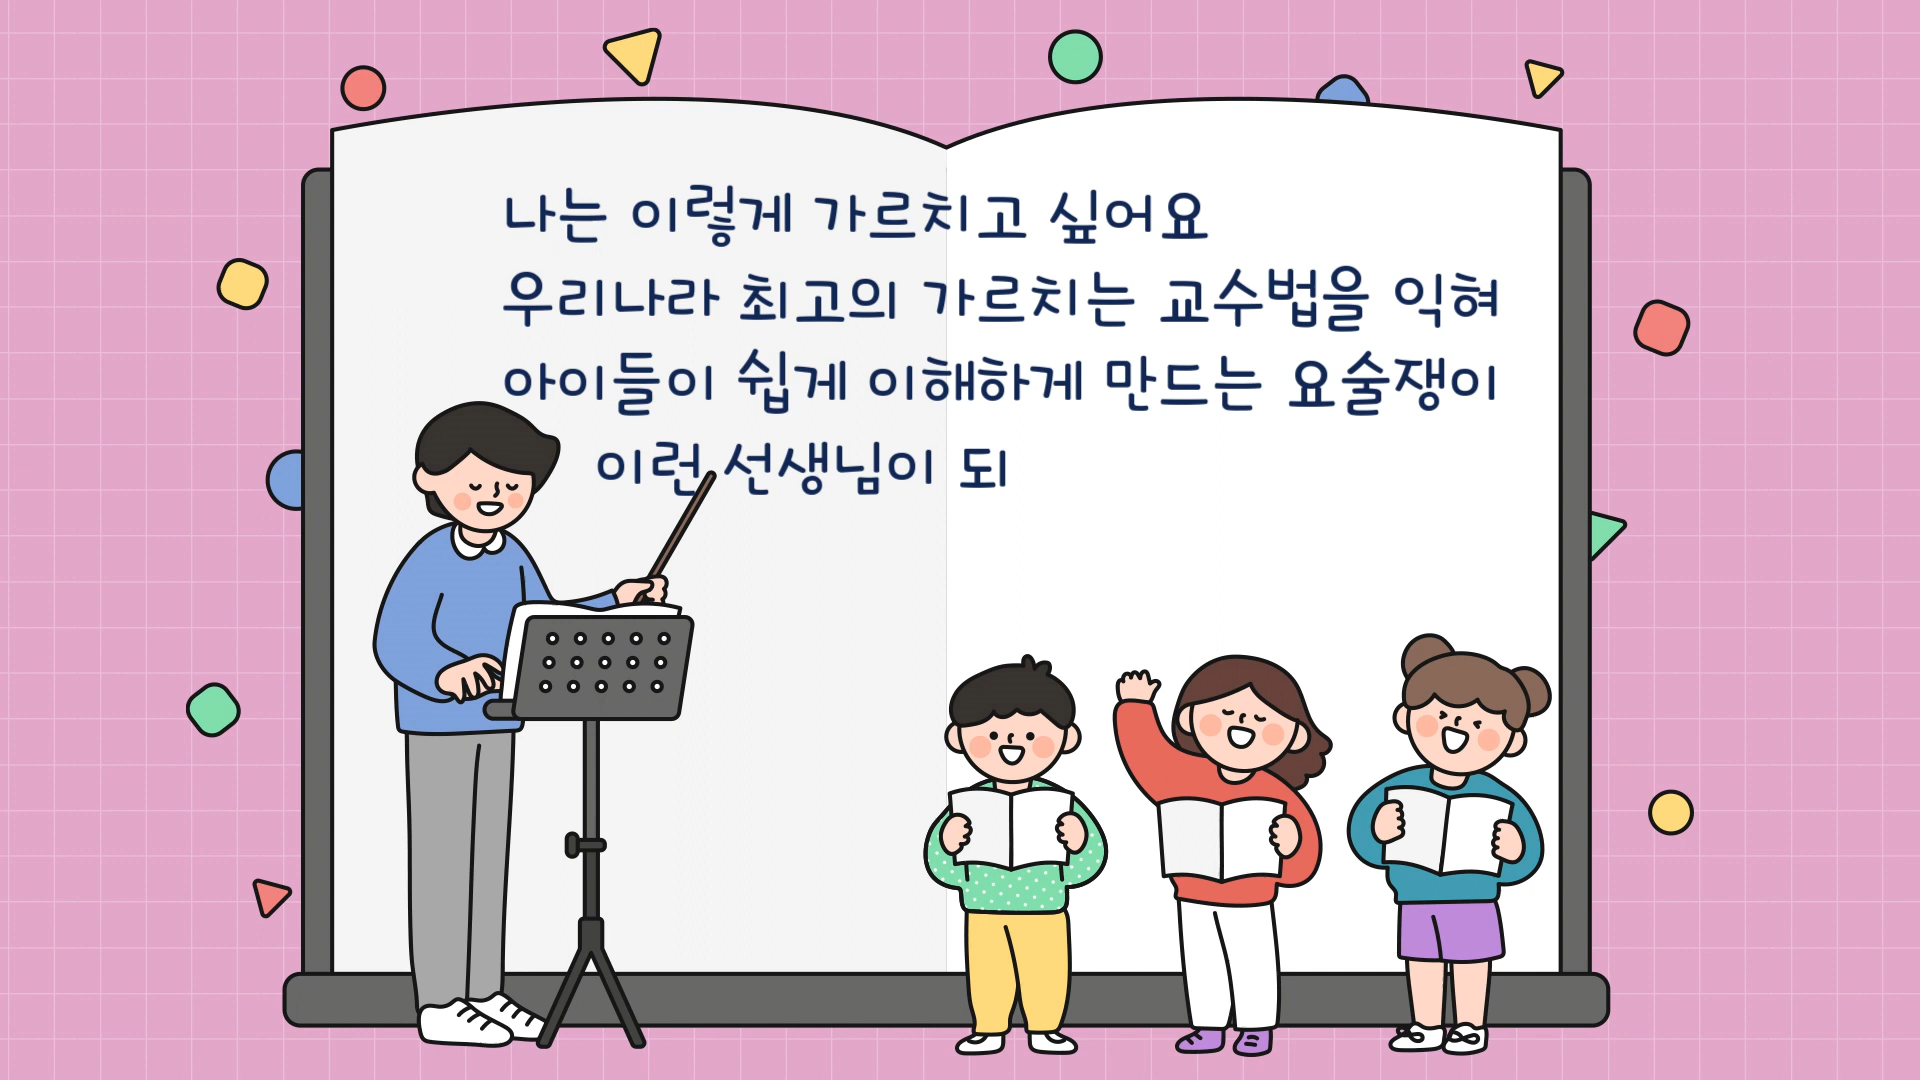 나는 이렇게 가르치고 싶어요
우리나라 최고의 가르치는 교수법을 익혀
아이들이 쉽게 이해하게 만드는 요술쟁이
이런 선생님이 되